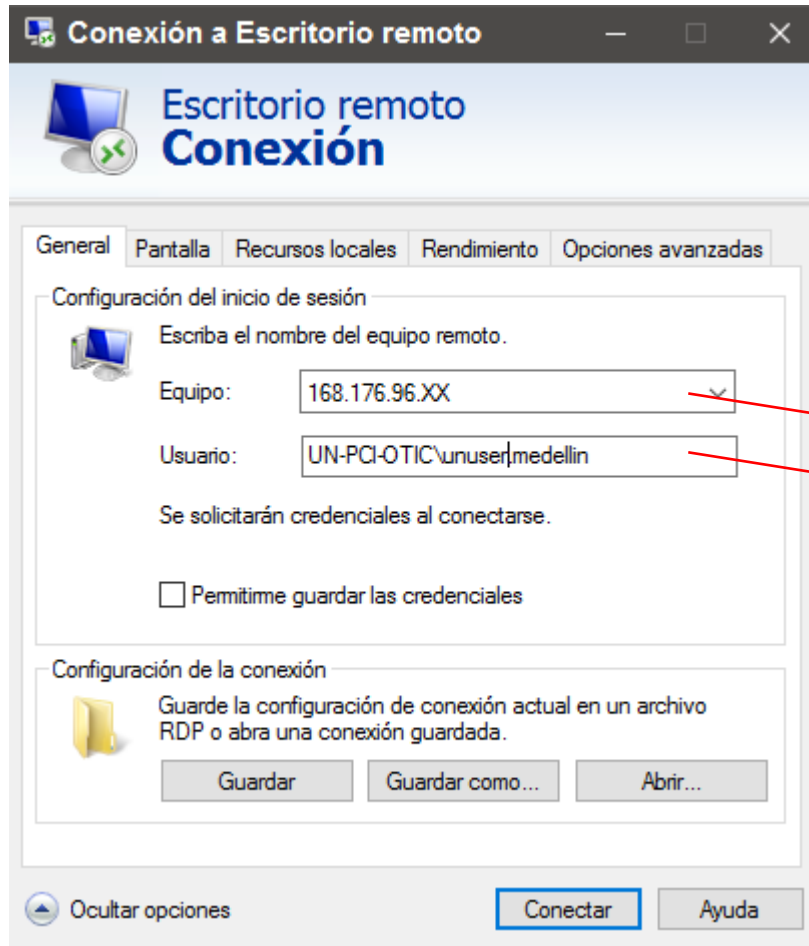 Conexión a Escritorio remoto
Escritorio remoto
Conexión
General Pantalla Recursos locales Rendimiento Opciones avanzadas
Configuración del inicio de sesión
Escriba el nombre del equipo remoto.
Equipo: 168.176.96.XX
Usuario: UN-PCI-OTIC\unuser.medellin
Se solicitarán credenciales al conectarse.
Permitirme guardar las credenciales
Configuración de la conexión
Guarde la configuración de conexión actual en un archivo
RDP o abra una conexión guardada.
Guardar Guardar como... Abrir...
Ocultar opciones Conectar Ayuda